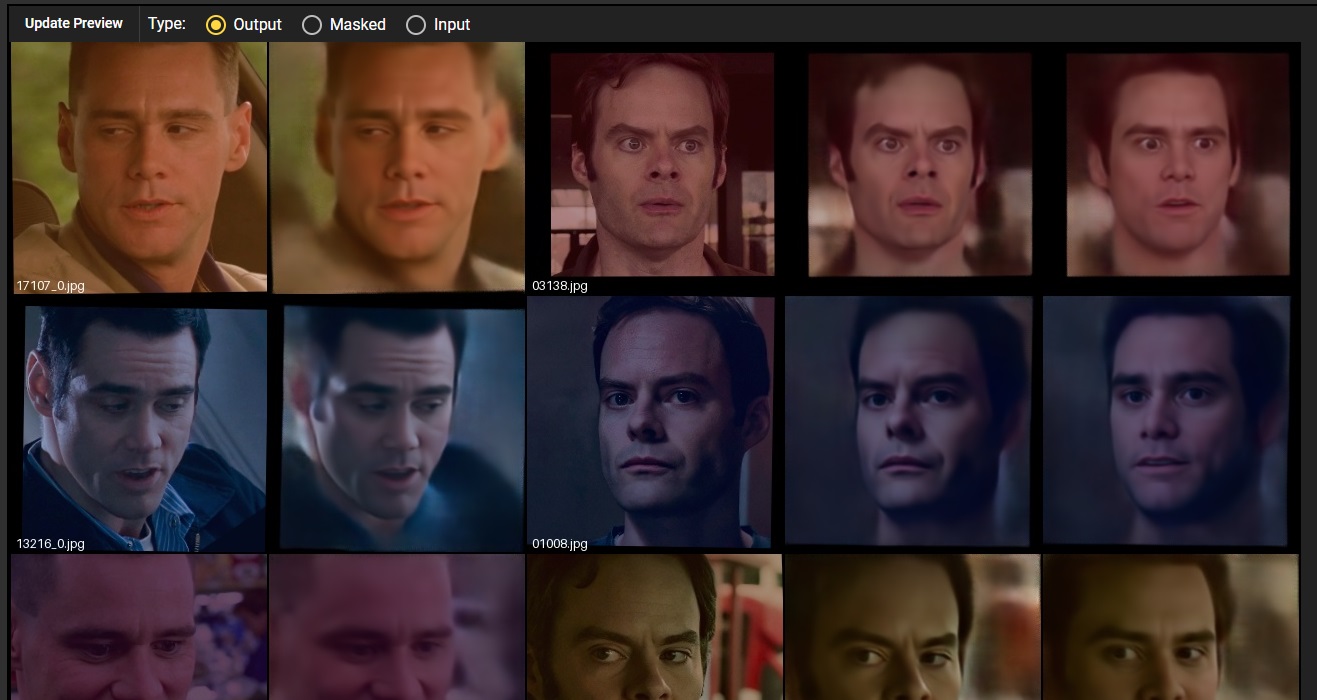 Update Preview Type: Output Masked Input
17107_0.jpg 03138.jpg
13216_0.jpg 01008.jpg